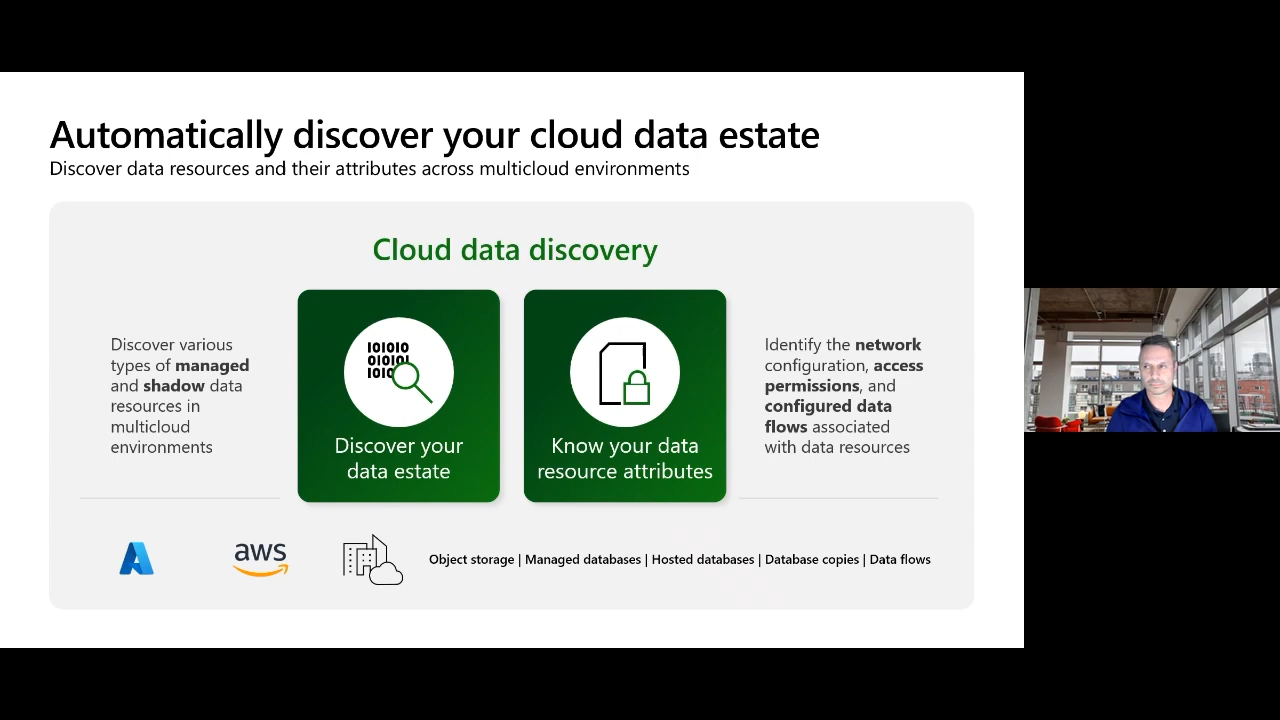 Automatically discover your cloud data estate
Discover data resources and their attributes across multicloud environments
Cloud data discovery
Discover various
types of managed
and shadow data
resources in
multicloud
environments
101010
010101
1010
Discover your
data estate
Know your data
resource attributes
Identify the network
configuration, access
permissions, and
configured data
flows associated
with data resources
aws
Object storage | Managed databases | Hosted databases | Database copies | Data flows